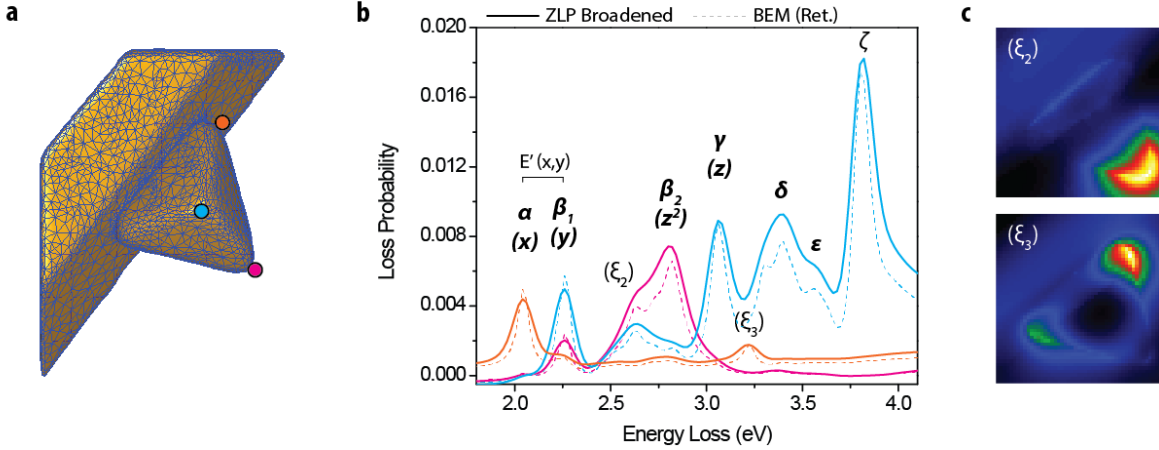 a
b
c
ZLP Broadened
BEM (Ret.)
0.020
0.016
0.012
0.008
0.004
0.000
Loss Probability
2.0 2.5 3.0 3.5 4.0
Energy Loss (eV)
E′ (x,y)
α
(x)
β₁
(y)
(ξ₂)
β₂
(z²)
γ
(z)
(ξ₃)
δ
ε
ζ
(ξ₂)
(ξ₃)